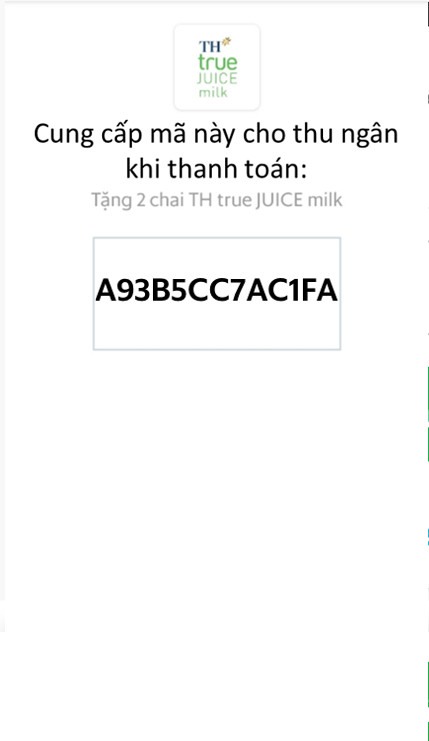 TH
true
JUICE
milk
Cung cấp mã này cho thu ngân
khi thanh toán:
Tặng 2 chai TH true JUICE milk
A93B5CC7AC1FA